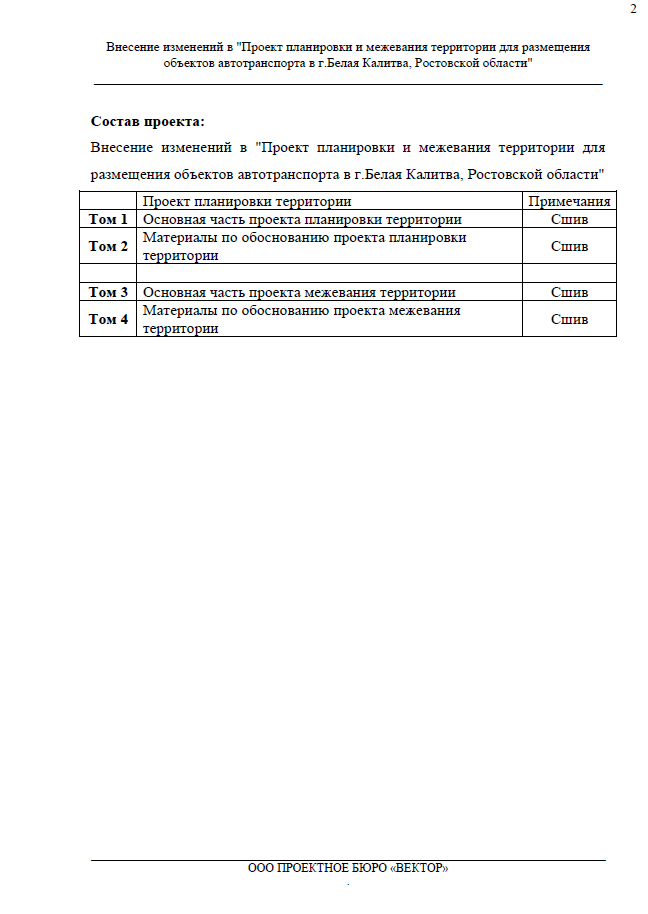 2
Внесение изменений в "Проект планировки и межевания территории для размещения
объектов автотранспорта в г.Белая Калитва, Ростовской области"
Состав проекта:
Внесение изменений в "Проект планировки и межевания территории для
размещения объектов автотранспорта в г.Белая Калитва, Ростовской области"
Проект планировки территории Примечания
Том 1 Основная часть проекта планировки территории Сшив
Том 2 Материалы по обоснованию проекта планировки
территории Сшив
Том 3 Основная часть проекта межевания территории Сшив
Том 4 Материалы по обоснованию проекта межевания
территории Сшив
ООО ПРОЕКТНОЕ БЮРО «ВЕКТОР»
.